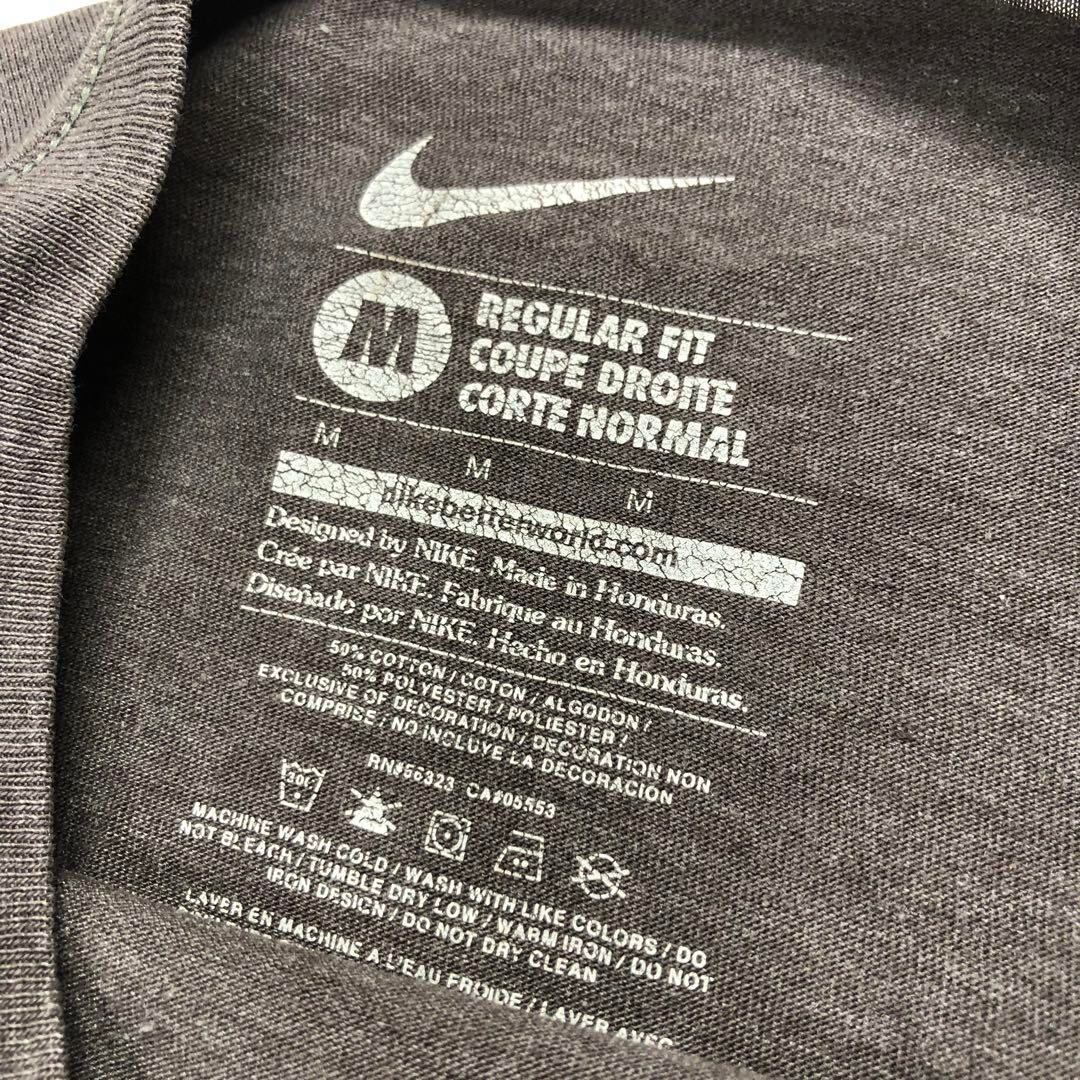 M
REGULAR FIT
COUPE DROITE
CORTE NORMAL
M M M
nikebetterworld.com
Designed by NIKE. Made in Honduras.
Crée par NIKE. Fabrique au Honduras.
Diseñado por NIKE. Hecho en Honduras.
50% COTTON / COTON / ALGODON /
50% POLYESTER / POLIESTER /
EXCLUSIVE OF DECORATION / DECORATION NON
COMPRISE / NO INCLUYE LA DECORACION
RN#56323 CA#05553
MACHINE WASH COLD / WASH WITH LIKE COLORS / DO
NOT BLEACH / TUMBLE DRY LOW / WARM IRON / DO NOT
IRON DESIGN / DO NOT DRY CLEAN
LAVER EN MACHINE A L'EAU FROIDE / LAVER AVEC